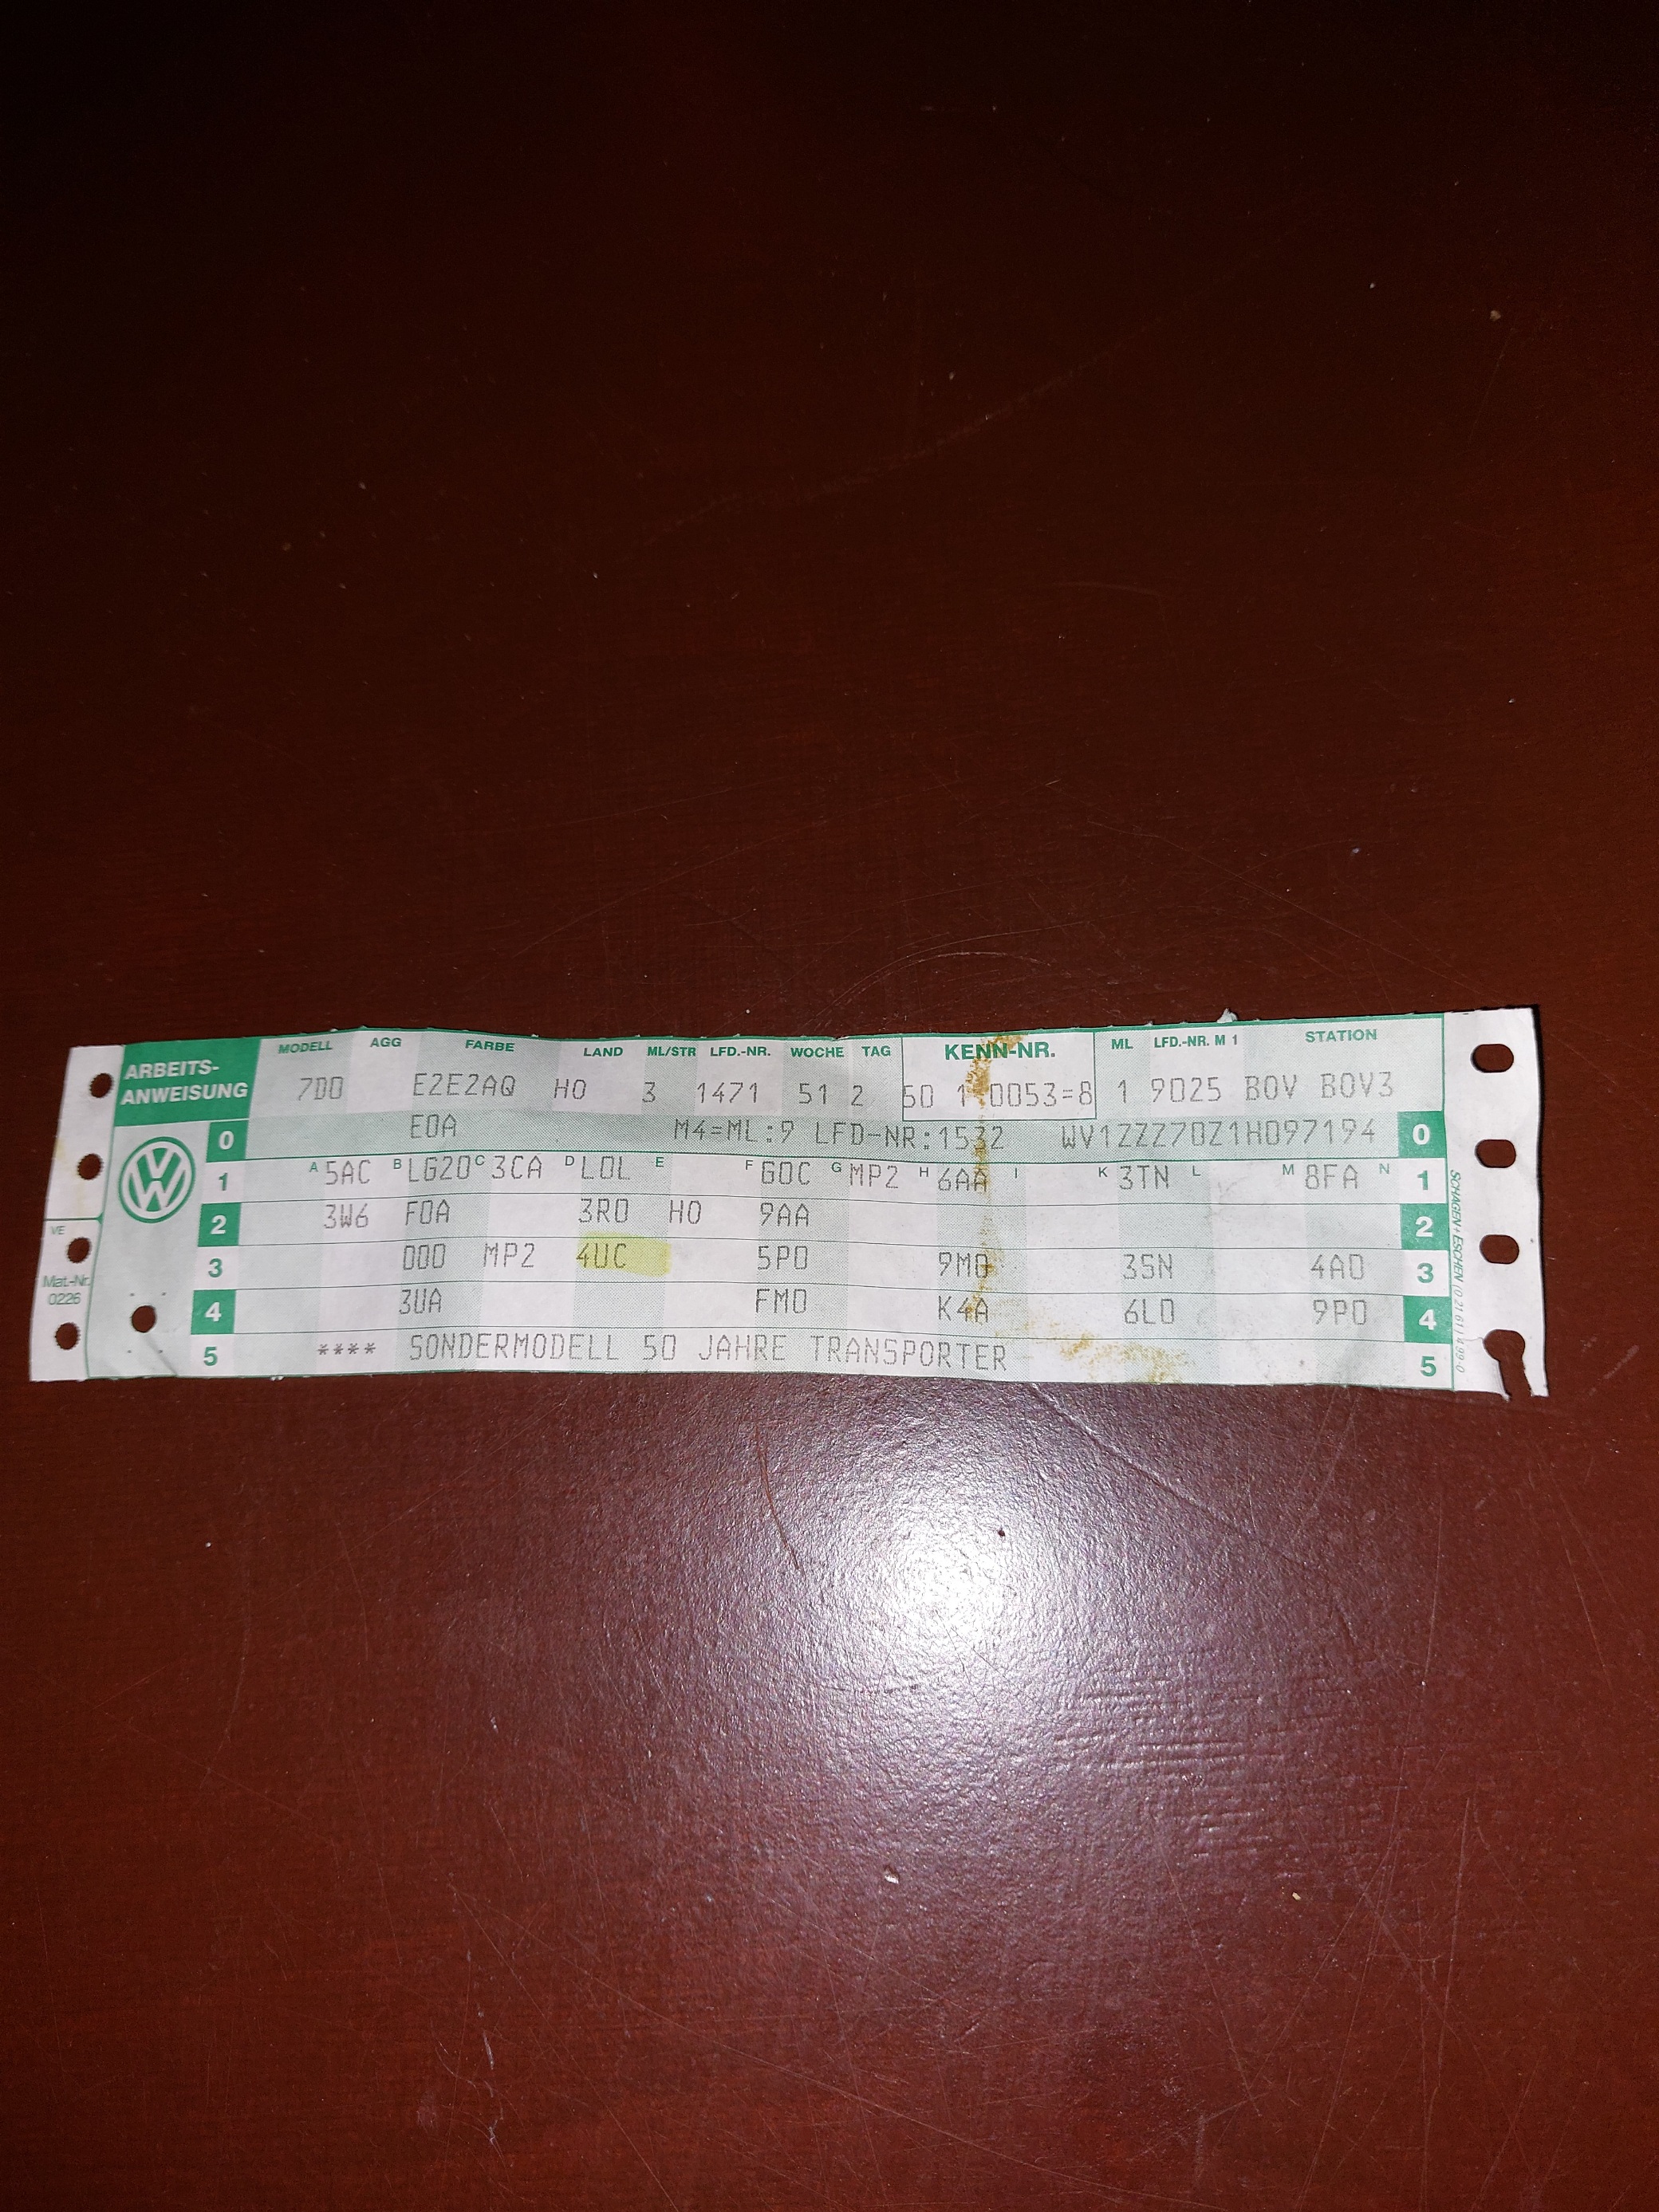 ARBEITS-
ANWEISUNG
MODELL AGG FARBE LAND ML/STR LFD.-NR. WOCHE TAG KENN-NR. ML LFD.-NR. M 1 STATION
7D0 E2E2AQ H0 3 1471 51 2 50 1 0053=8 1 9025 B0V B0V3
0 E0A M4=ML:9 LFD-NR:1532 WV1ZZZ70Z1H097194 0
1 A 5AC B LG20 C 3CA D L0L E F G0C G MP2 H 6AA I K 3TN L M 8FA N 1
2 3W6 F0A 3R0 H0 9AA 2
3 000 MP2 4UC 5P0 9M0 3SN 4A0 3
4 3UA FM0 K4A 6L0 9P0 4
5 **** SONDERMODELL 50 JAHRE TRANSPORTER 5
VE
Mat.-Nr.
0226
VW